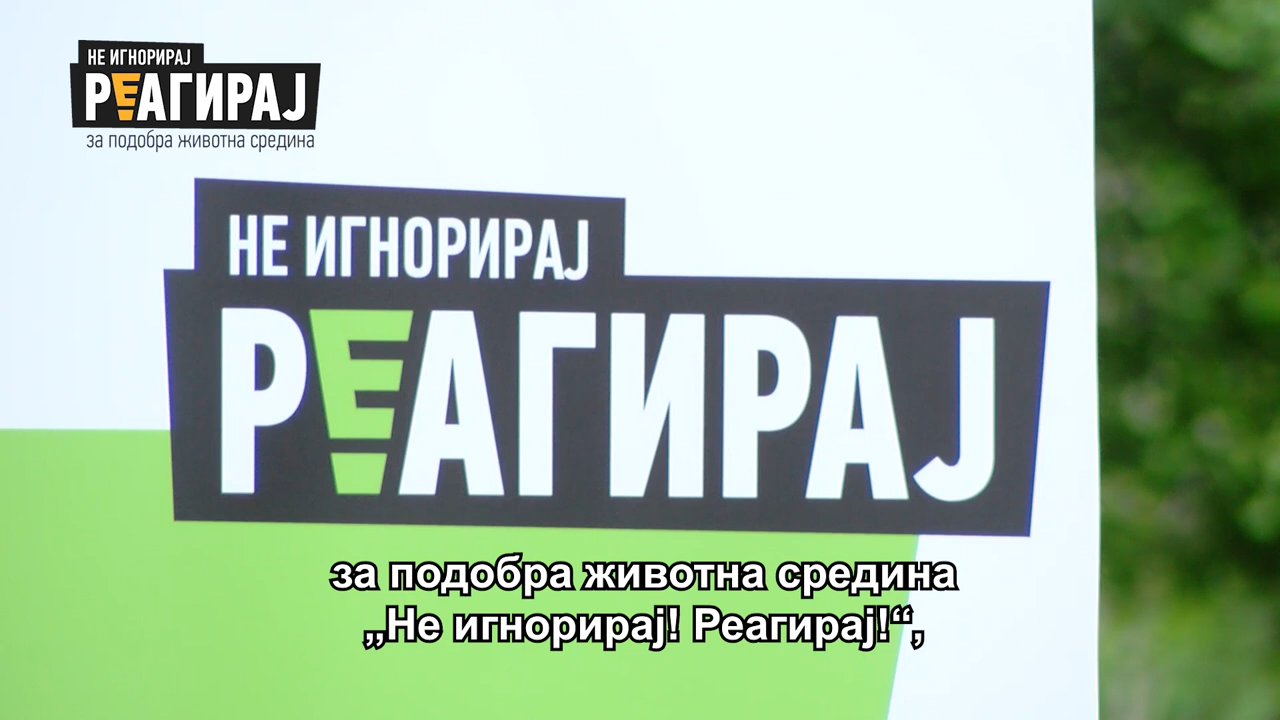 НЕ ИГНОРИРАЈ
РЕАГИРАЈ
за подобра животна средина
НЕ ИГНОРИРАЈ
РЕАГИРАЈ
за подобра животна средина
„Не игнорирај! Реагирај!“,